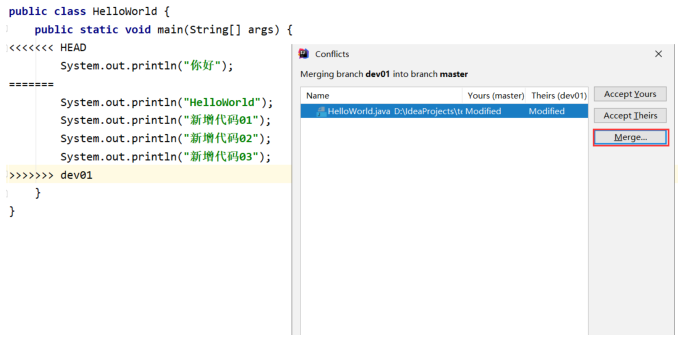 public class HelloWorld {
public static void main(String[] args) {
<<<<<<< HEAD
System.out.println("你好");
=======
System.out.println("HelloWorld");
System.out.println("新增代码01");
System.out.println("新增代码02");
System.out.println("新增代码03");
>>>>>>> dev01
}
}
Conflicts
Merging branch dev01 into branch master
Name Yours (master) Theirs (dev01)
HelloWorld.java D:\IdeaProjects\te Modified Modified
Accept Yours
Accept Theirs
Merge...